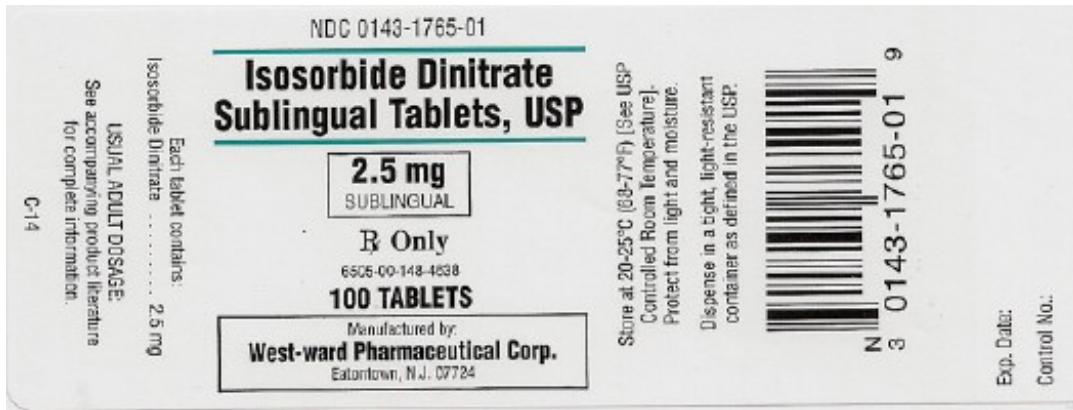 NDC 0143-1765-01
Isosorbide Dinitrate
Sublingual Tablets, USP
2.5 mg
SUBLINGUAL
℞ Only
6505-00-148-4638
100 TABLETS
Manufactured by:
West-ward Pharmaceutical Corp.
Eatontown, N.J. 07724
Each tablet contains:
Isosorbide Dinitrate ......... 2.5 mg
USUAL ADULT DOSAGE:
See accompanying product literature
for complete information.
C-14
Store at 20-25°C (68-77°F) [See USP
Controlled Room Temperature].
Protect from light and moisture.
Dispense in a tight, light-resistant
container as defined in the USP.
N
3 0143-1765-01 9
Exp. Date:
Control No.: